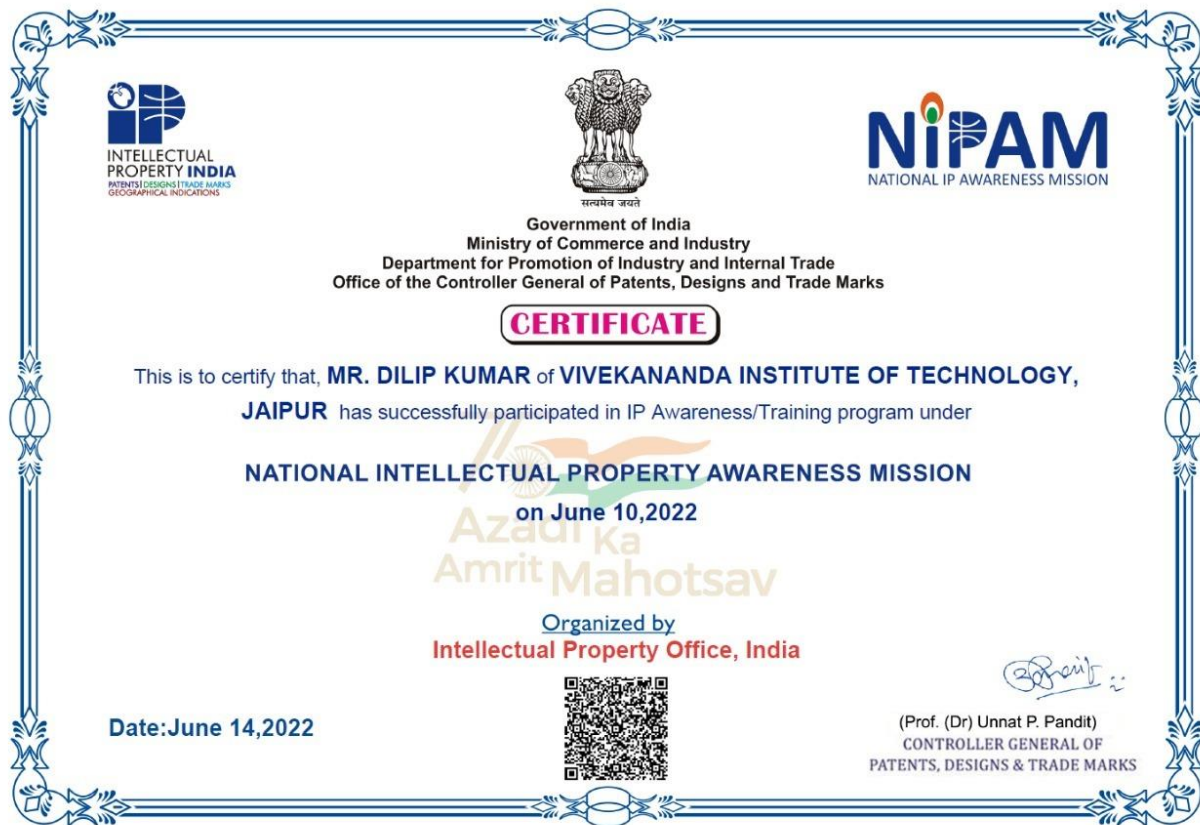 INTELLECTUAL
PROPERTY INDIA
PATENTS|DESIGNS|TRADE MARKS
GEOGRAPHICAL INDICATIONS
सत्यमेव जयते
NiPAM
NATIONAL IP AWARENESS MISSION
Government of India
Ministry of Commerce and Industry
Department for Promotion of Industry and Internal Trade
Office of the Controller General of Patents, Designs and Trade Marks
CERTIFICATE
This is to certify that, MR. DILIP KUMAR of VIVEKANANDA INSTITUTE OF TECHNOLOGY,
JAIPUR has successfully participated in IP Awareness/Training program under
NATIONAL INTELLECTUAL PROPERTY AWARENESS MISSION
on June 10,2022
Azadi Ka
Amrit Mahotsav
Organized by
Intellectual Property Office, India
Date:June 14,2022
(Prof. (Dr) Unnat P. Pandit)
CONTROLLER GENERAL OF
PATENTS, DESIGNS & TRADE MARKS